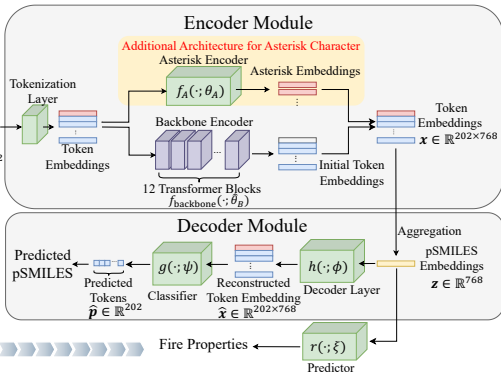 Encoder Module
Additional Architecture for Asterisk Character
Asterisk Encoder
Asterisk Embeddings
Tokenization
Layer
f_A(·; θ_A)
Token
Embeddings
Backbone Encoder
Token
Embeddings
x ∈ ℝ^{202×768}
12 Transformer Blocks
f_backbone(·; θ_B)
Initial Token
Embeddings
Decoder Module
Aggregation
Predicted
pSMILES
g(·; ψ)
h(·; ϕ)
pSMILES
Embeddings
z ∈ ℝ^{768}
Predicted
Tokens
p̂ ∈ ℝ^{202}
Classifier
Reconstructed
Token Embedding
x̂ ∈ ℝ^{202×768}
Decoder Layer
Fire Properties
r(·; ξ)
Predictor